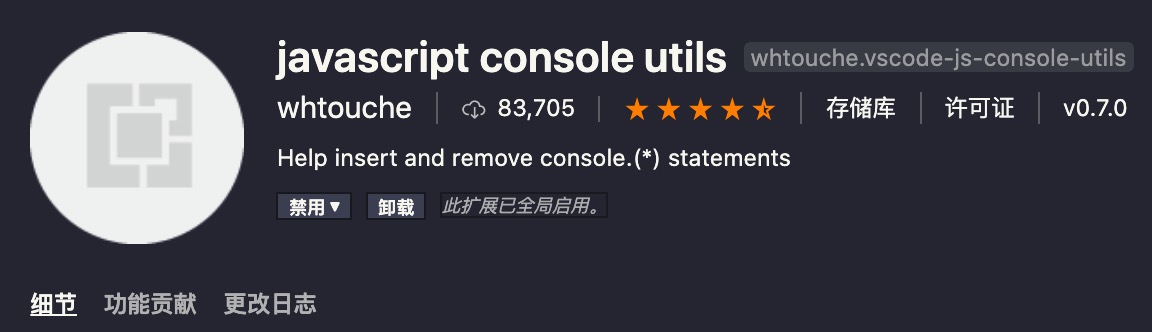 javascript console utils whtouche.vscode-js-console-utils
whtouche 83,705 存储库 许可证 v0.7.0
Help insert and remove console.(*) statements
禁用 卸载 此扩展已全局启用。
细节 功能贡献 更改日志